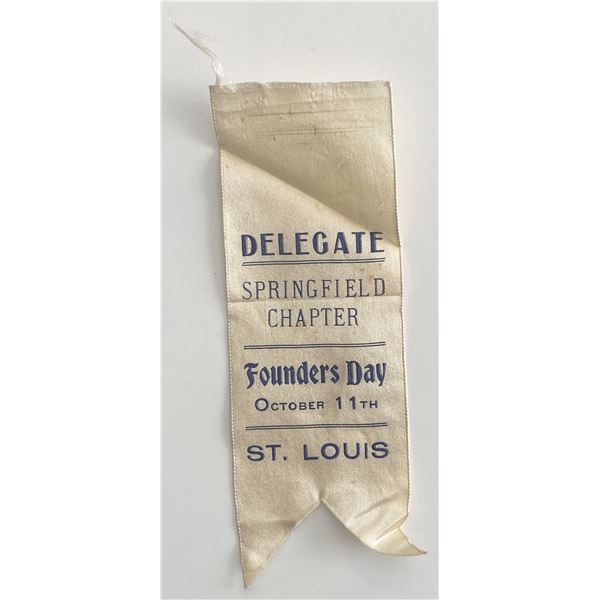 DELEGATE
SPRINGFIELD
CHAPTER
Founders Day
OCTOBER 11TH
ST. LOUIS